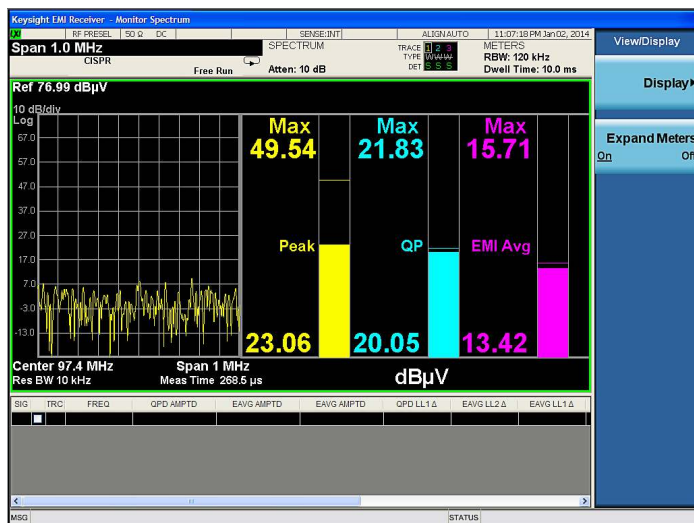 Keysight EMI Receiver - Monitor Spectrum
LXI RF PRESEL 50 Ω DC SENSE:INT ALIGN AUTO 11:07:18 PM Jan 02, 2014
Span 1.0 MHz SPECTRUM TRACE 1 2 3 METERS
CISPR TYPE WWW RBW: 120 kHz
Free Run Atten: 10 dB DET S S S Dwell Time: 10.0 ms
View/Display
Display
Expand Meters
On Off
Ref 76.99 dBµV
10 dB/div
Log
67.0
57.0
47.0
37.0
27.0
17.0
7.0
-3.0
-13.0
Max Max Max
49.54 21.83 15.71
Peak QP EMI Avg
23.06 20.05 13.42
Center 97.4 MHz Span 1 MHz
Res BW 10 kHz Meas Time 268.5 µs
dBµV
SIG TRC FREQ QPD AMPTD EAVG AMPTD EAVG AMPTD QPD LL1 Δ EAVG LL2 Δ EAVG LL1 Δ
MSG STATUS